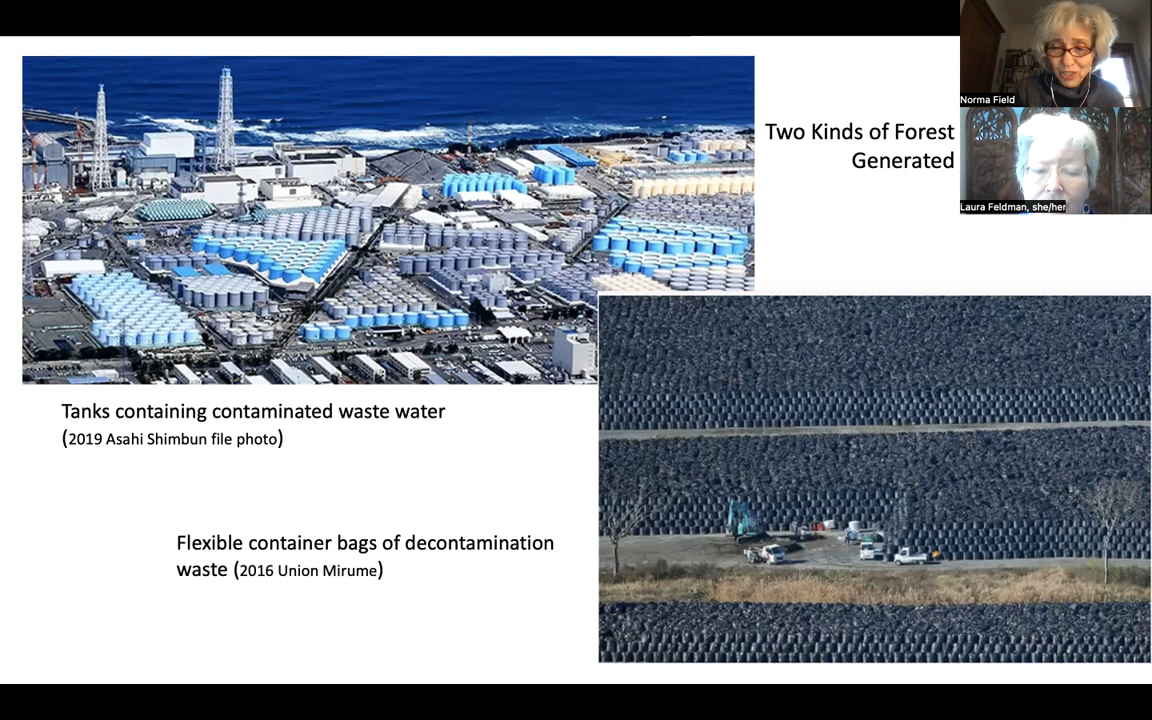 Norma Field
Two Kinds of Forest
Generated
Laura Feldman, she/her
Tanks containing contaminated waste water
(2019 Asahi Shimbun file photo)
Flexible container bags of decontamination
waste (2016 Union Mirume)